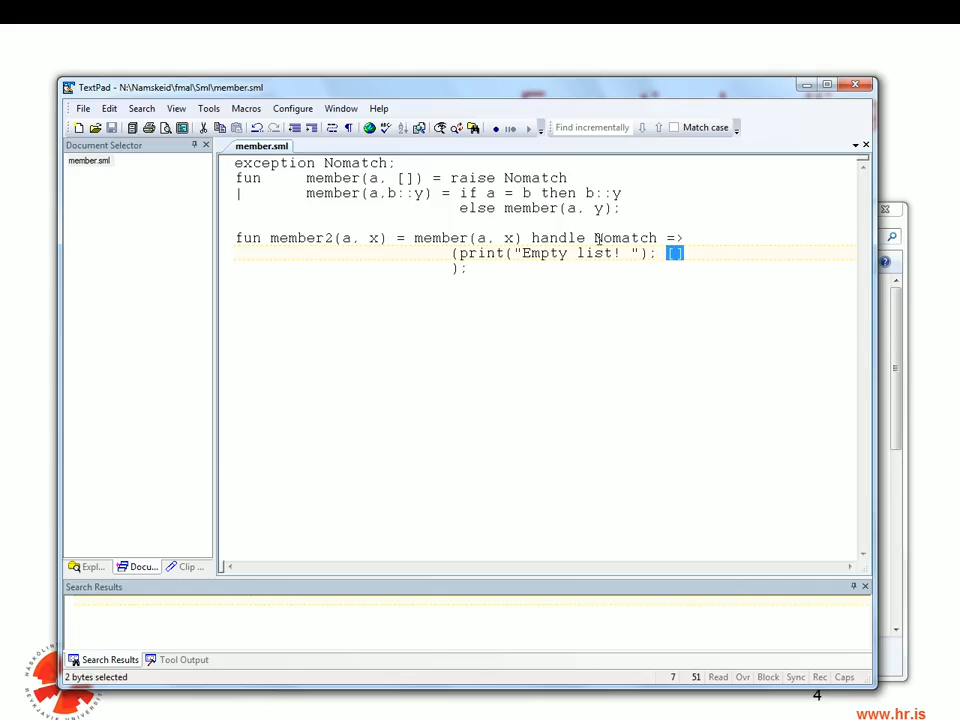 TextPad - N:\Namskeid\fmal\Sml\member.sml
File Edit Search View Tools Macros Configure Window Help
Find incrementally Match case
Document Selector
member.sml
member.sml
exception Nomatch;
fun member(a, []) = raise Nomatch
| member(a,b::y) = if a = b then b::y
else member(a, y);
fun member2(a, x) = member(a, x) handle Nomatch =>
(print("Empty list! "); []
);
Expl... Docu... Clip ...
Search Results
Search Results Tool Output
2 bytes selected 7 51 Read Ovr Block Sync Rec Caps
4
www.hr.is